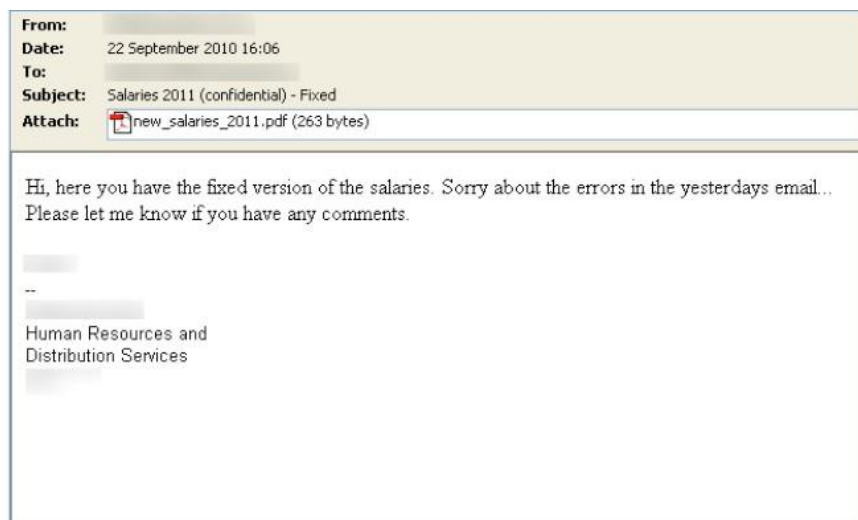 From:
Date: 22 September 2010 16:06
To:
Subject: Salaries 2011 (confidential) - Fixed
Attach: new_salaries_2011.pdf (263 bytes)
Hi, here you have the fixed version of the salaries. Sorry about the errors in the yesterdays email...
Please let me know if you have any comments.
--
Human Resources and
Distribution Services